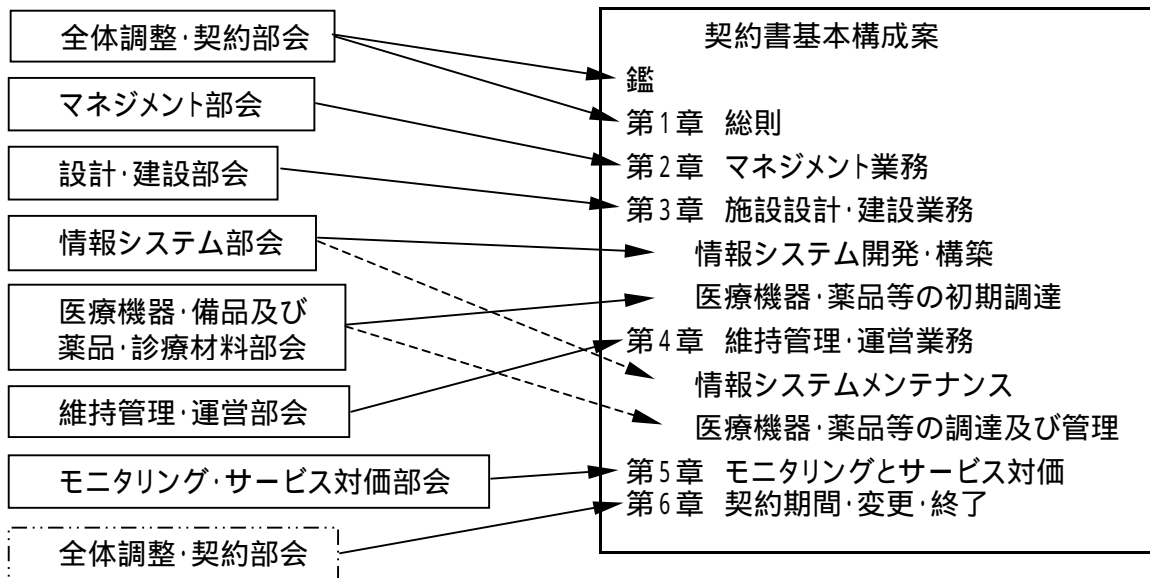 全体調整･契約部会
マネジメント部会
設計･建設部会
情報システム部会
医療機器･備品及び
薬品･診療材料部会
維持管理･運営部会
モニタリング･サービス対価部会
全体調整･契約部会
契約書基本構成案
鑑
第1章 総則
第2章 マネジメント業務
第3章 施設設計･建設業務
情報システム開発･構築
医療機器･薬品等の初期調達
第4章 維持管理･運営業務
情報システムメンテナンス
医療機器･薬品等の調達及び管理
第5章 モニタリングとサービス対価
第6章 契約期間･変更･終了